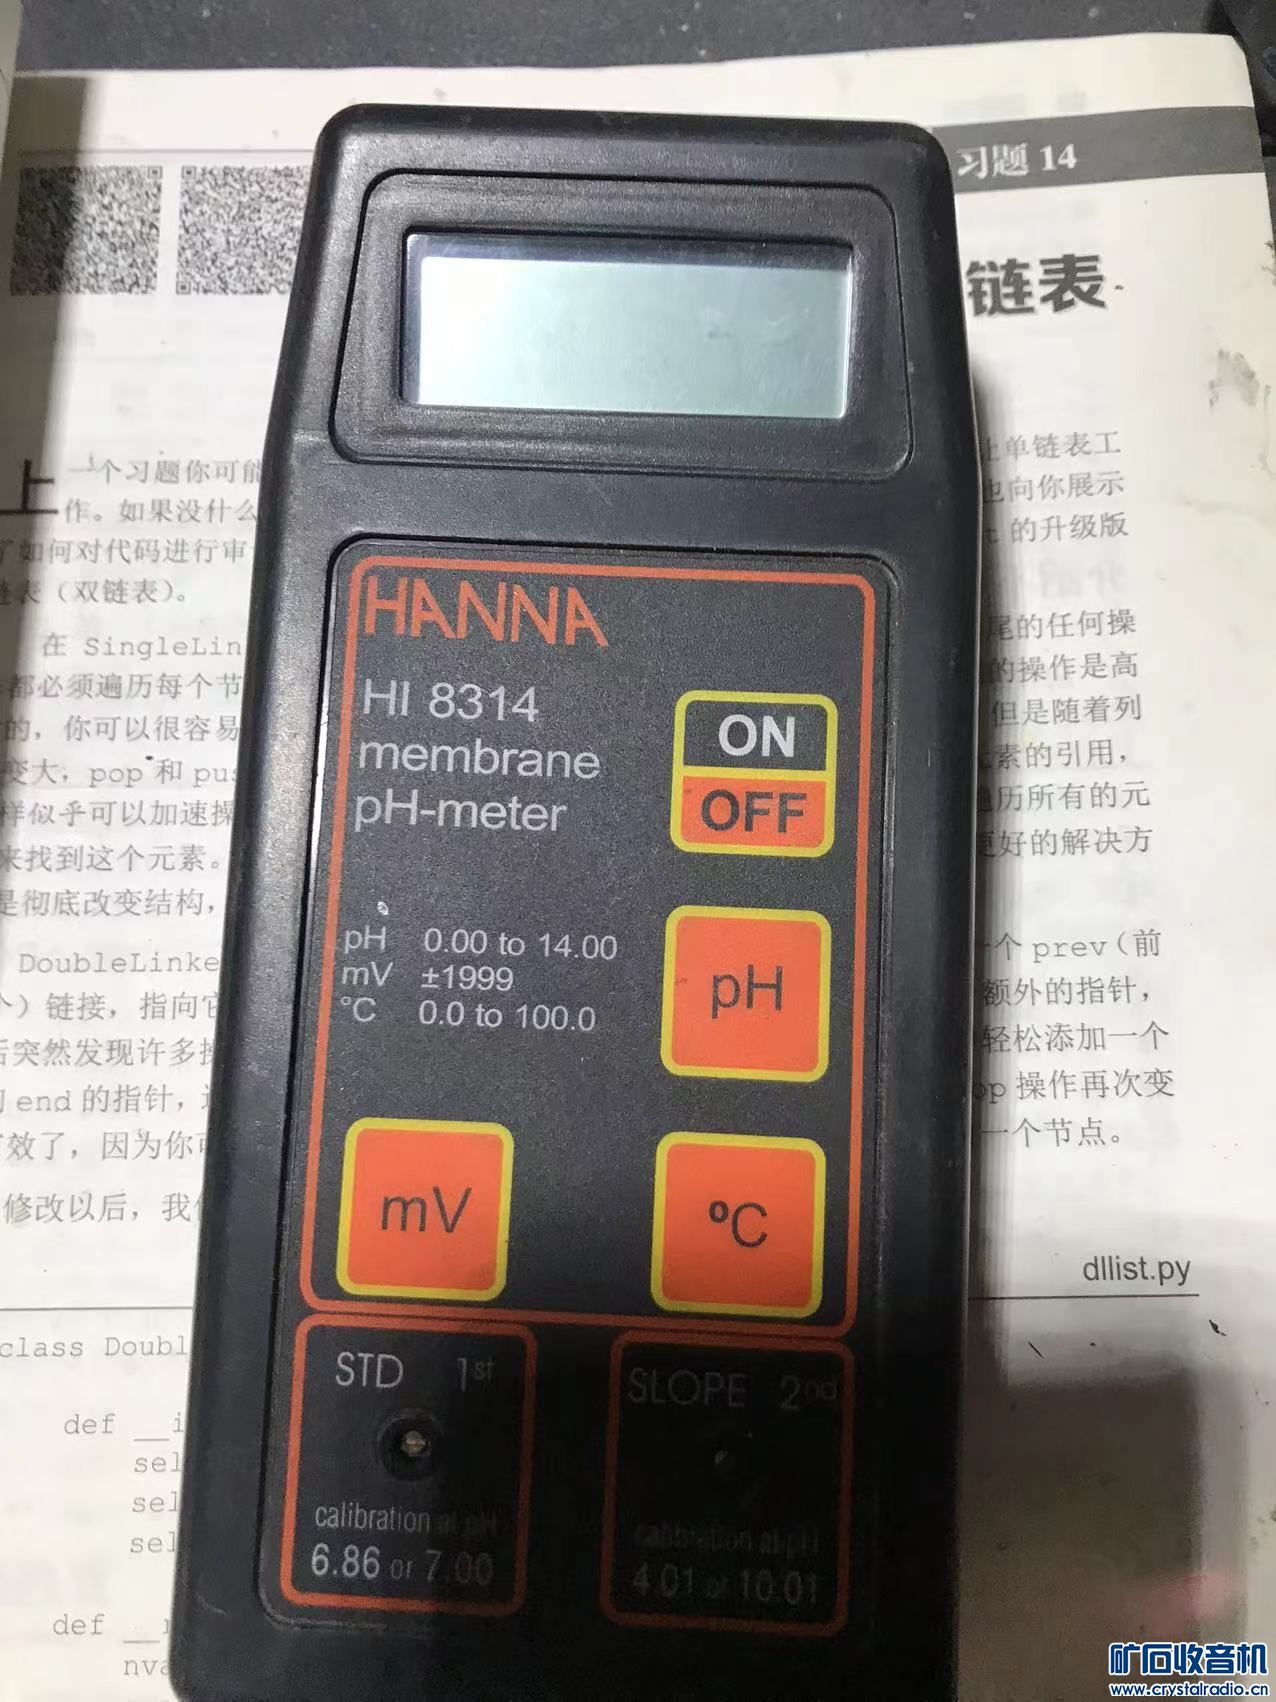 习题 14
链表
上一个习题你可能
让单链表工
作。如果没什么
也向你展示
了如何对代码进行审
的升级版
链表（双链表）。
在 SingleLin
尾的任何操
都必须遍历每个节
的操作是高
的，你可以很容易
但是随着列
变大，pop 和 pus
元素的引用，
样似乎可以加速操
遍历所有的元
来找到这个元素。
更好的解决方
是彻底改变结构，
DoubleLinke
一个 prev（前
个）链接，指向它
额外的指针，
后突然发现许多操
轻松添加一个
end 的指针，
op 操作再次变
有效了，因为你可
一个节点。
修改以后，我们
dllist.py
class Doubl
def __i
sel
sel
sel
def __r
nva
HANNA
HI 8314
membrane
pH-meter
ON
OFF
pH 0.00 to 14.00
mV ±1999
°C 0.0 to 100.0
pH
mV
°C
STD 1st
calibration at pH
6.86 or 7.00
SLOPE 2nd
calibration at pH
4.01 or 10.01
矿石收音机
www.crystalradio.cn